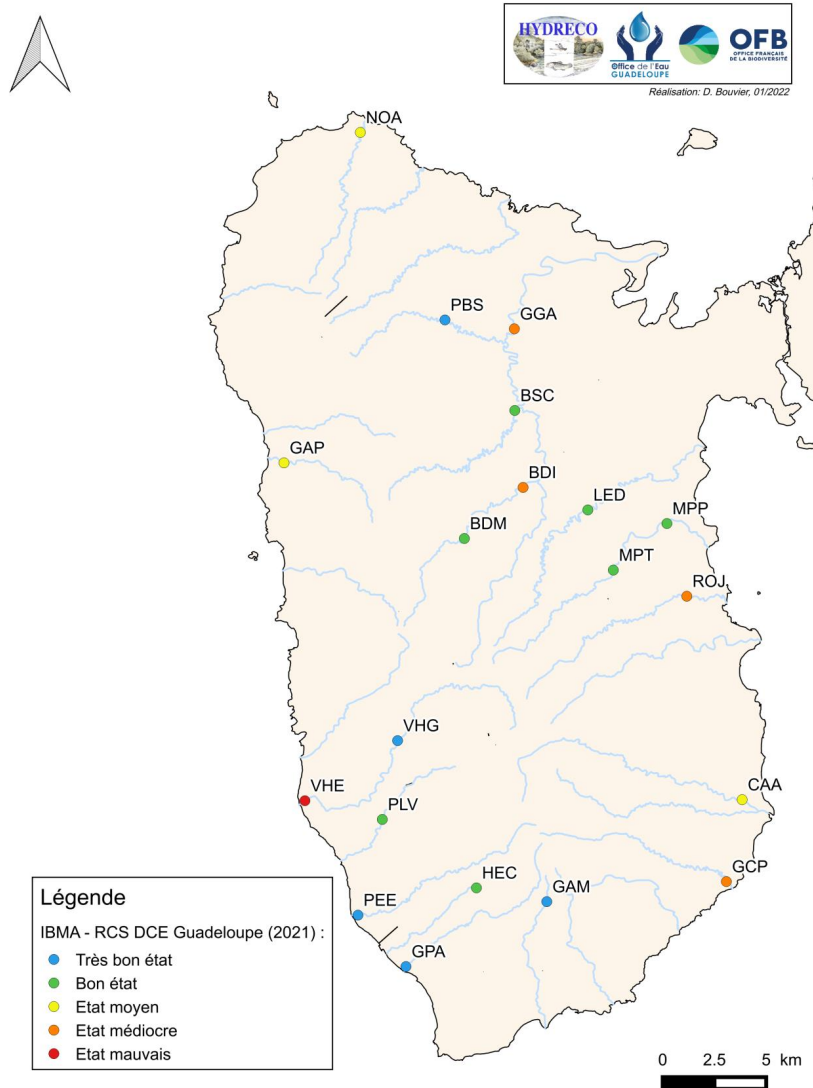 HYDRECO
Office de l'Eau
GUADELOUPE
OFB
OFFICE FRANÇAIS
DE LA BIODIVERSITÉ
Réalisation: D. Bouvier, 01/2022
NOA
PBS
GGA
BSC
GAP
BDI
LED
MPP
BDM
MPT
ROJ
VHG
VHE
CAA
PLV
HEC
GCP
PEE
GAM
GPA
Légende
IBMA - RCS DCE Guadeloupe (2021) :
Très bon état
Bon état
Etat moyen
Etat médiocre
Etat mauvais
0 2.5 5 km